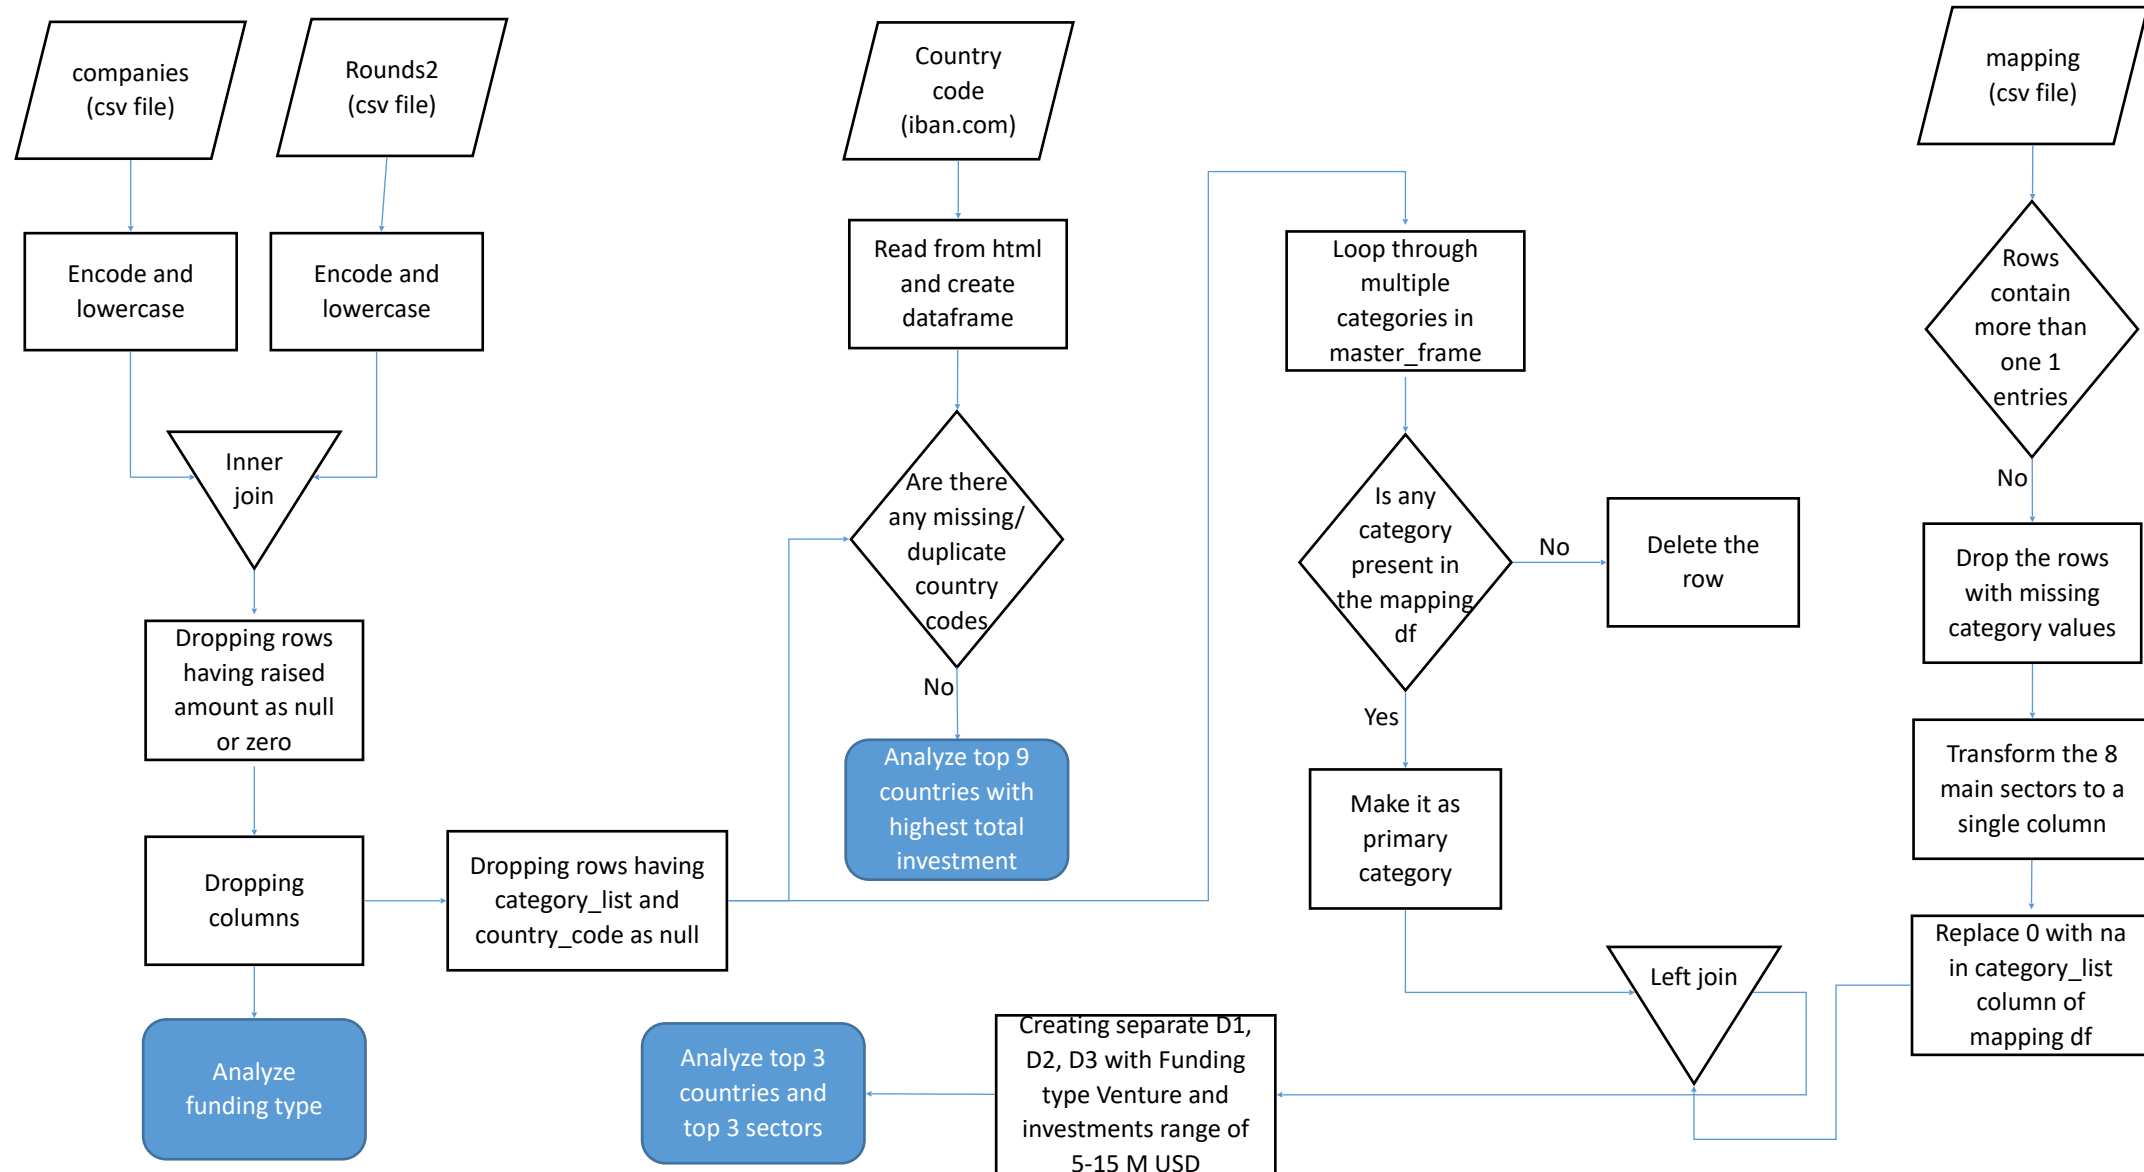 companies
(csv file)
Rounds2
(csv file)
Country
code
(iban.com)
mapping
(csv file)
Encode and
lowercase
Encode and
lowercase
Read from html
and create
dataframe
Loop through
multiple
categories in
master_frame
Rows
contain
more than
one 1
entries
Inner
join
Are there
any missing/
duplicate
country
codes
Is any
category
present in
the mapping
df
No
Delete the
row
No
Drop the rows
with missing
category values
Dropping rows
having raised
amount as null
or zero
No
Yes
Analyze top 9
countries with
highest total
investment
Make it as
primary
category
Transform the 8
main sectors to a
single column
Dropping
columns
Dropping rows having
category_list and
country_code as null
Left join
Replace 0 with na
in category_list
column of
mapping df
Analyze
funding type
Analyze top 3
countries and
top 3 sectors
Creating separate D1,
D2, D3 with Funding
type Venture and
investments range of
5-15 M USD